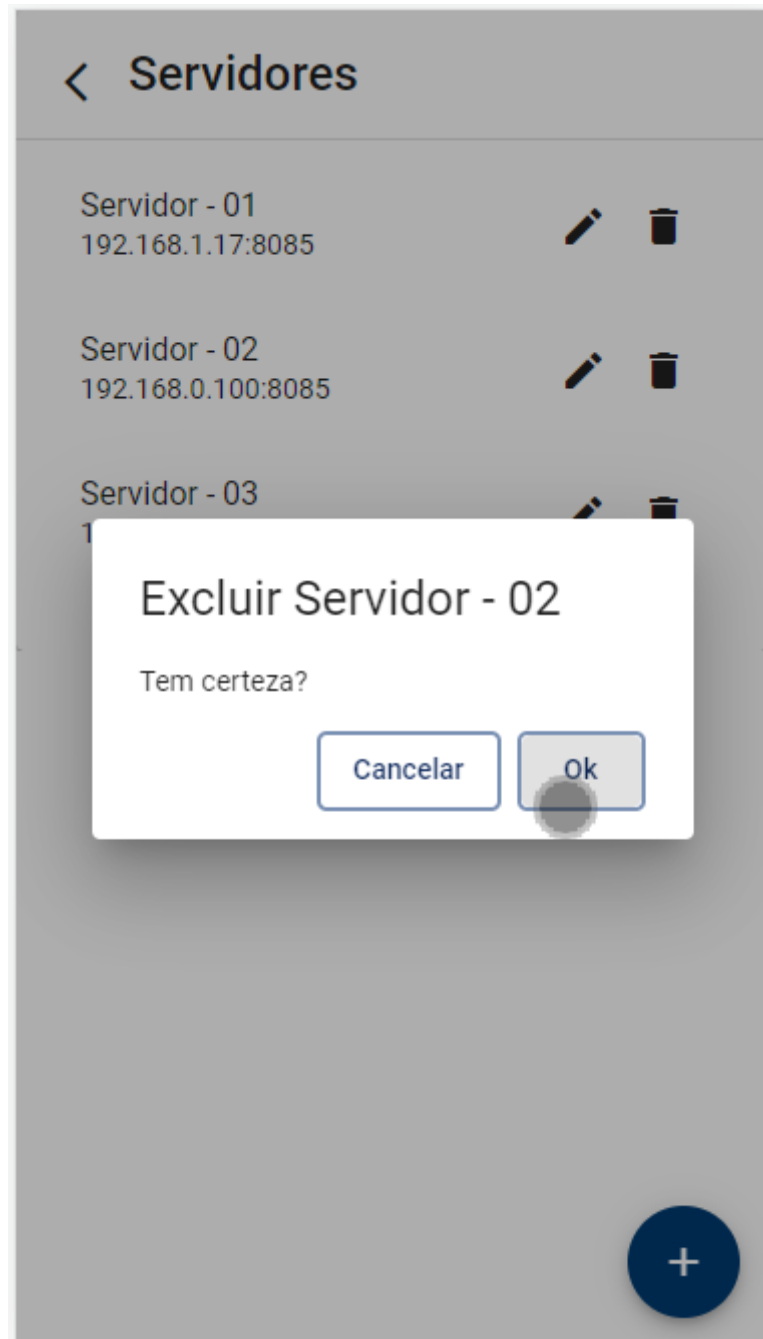 Servidores
Servidor - 01
192.168.1.17:8085
Servidor - 02
192.168.0.100:8085
Servidor - 03
Excluir Servidor - 02
Tem certeza?
Cancelar
Ok